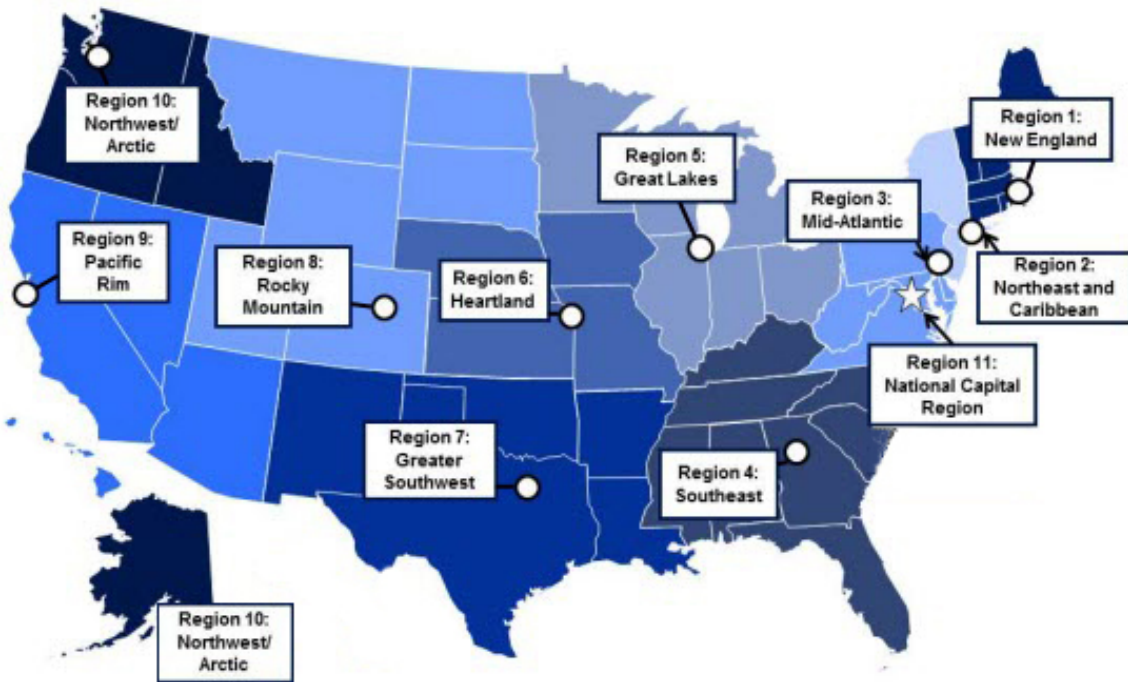 Region 10:
Northwest/
Arctic
Region 1:
New England
Region 5:
Great Lakes
Region 3:
Mid-Atlantic
Region 9:
Pacific
Rim
Region 8:
Rocky
Mountain
Region 6:
Heartland
Region 2:
Northeast and
Caribbean
Region 11:
National Capital
Region
Region 7:
Greater
Southwest
Region 4:
Southeast
Region 10:
Northwest/
Arctic